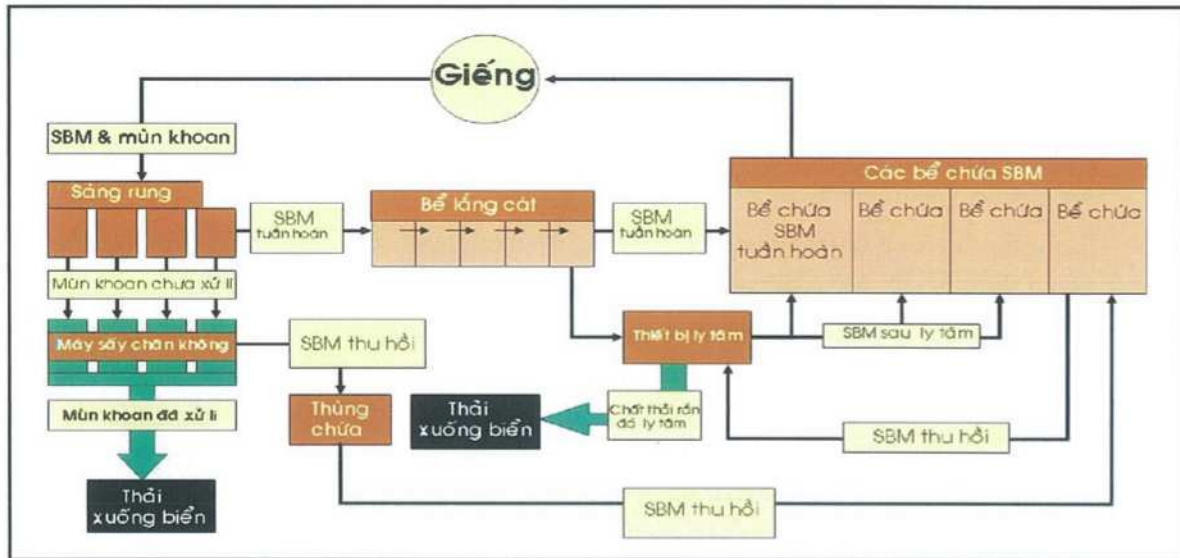 Giếng
SBM & mùn khoan
Sàng rung
SBM
tuần hoàn
Bể lắng cát
SBM
tuần hoàn
Các bể chứa SBM
Bể chứa
SBM
tuần hoàn
Bể chứa
Bể chứa
Bể chứa
Mùn khoan chưa xử lí
Máy sấy chân không
SBM thu hồi
Thiết bị ly tâm
SBM sau ly tâm
Mùn khoan đã xử lí
Thùng
chứa
Thải
xuống biển
Chất thải rắn
đã ly tâm
SBM thu hồi
Thải
xuống biển
SBM thu hồi